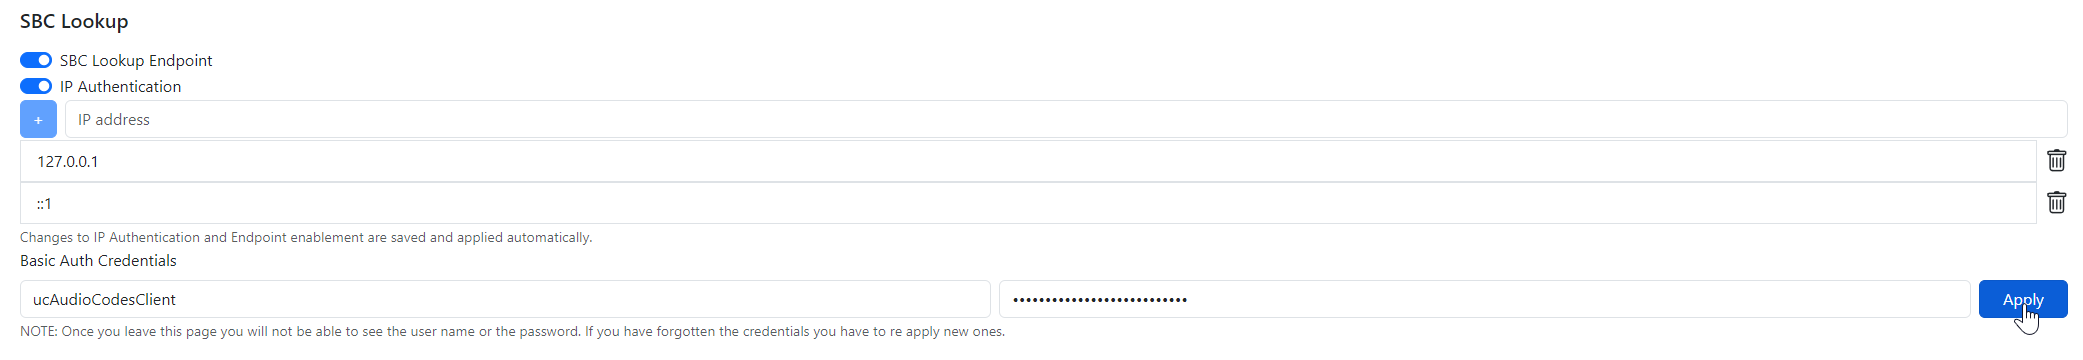 SBC Lookup
SBC Lookup Endpoint
IP Authentication
+ IP address
127.0.0.1
::1
Changes to IP Authentication and Endpoint enablement are saved and applied automatically.
Basic Auth Credentials
ucAudioCodesClient ••••••••••••••••••••••••••• Apply
NOTE: Once you leave this page you will not be able to see the user name or the password. If you have forgotten the credentials you have to re apply new ones.